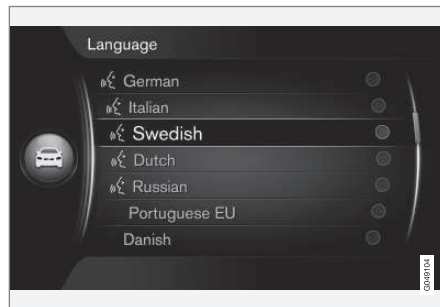 Language
German
Italian
Swedish
Dutch
Russian
Portuguese EU
Danish
G049104